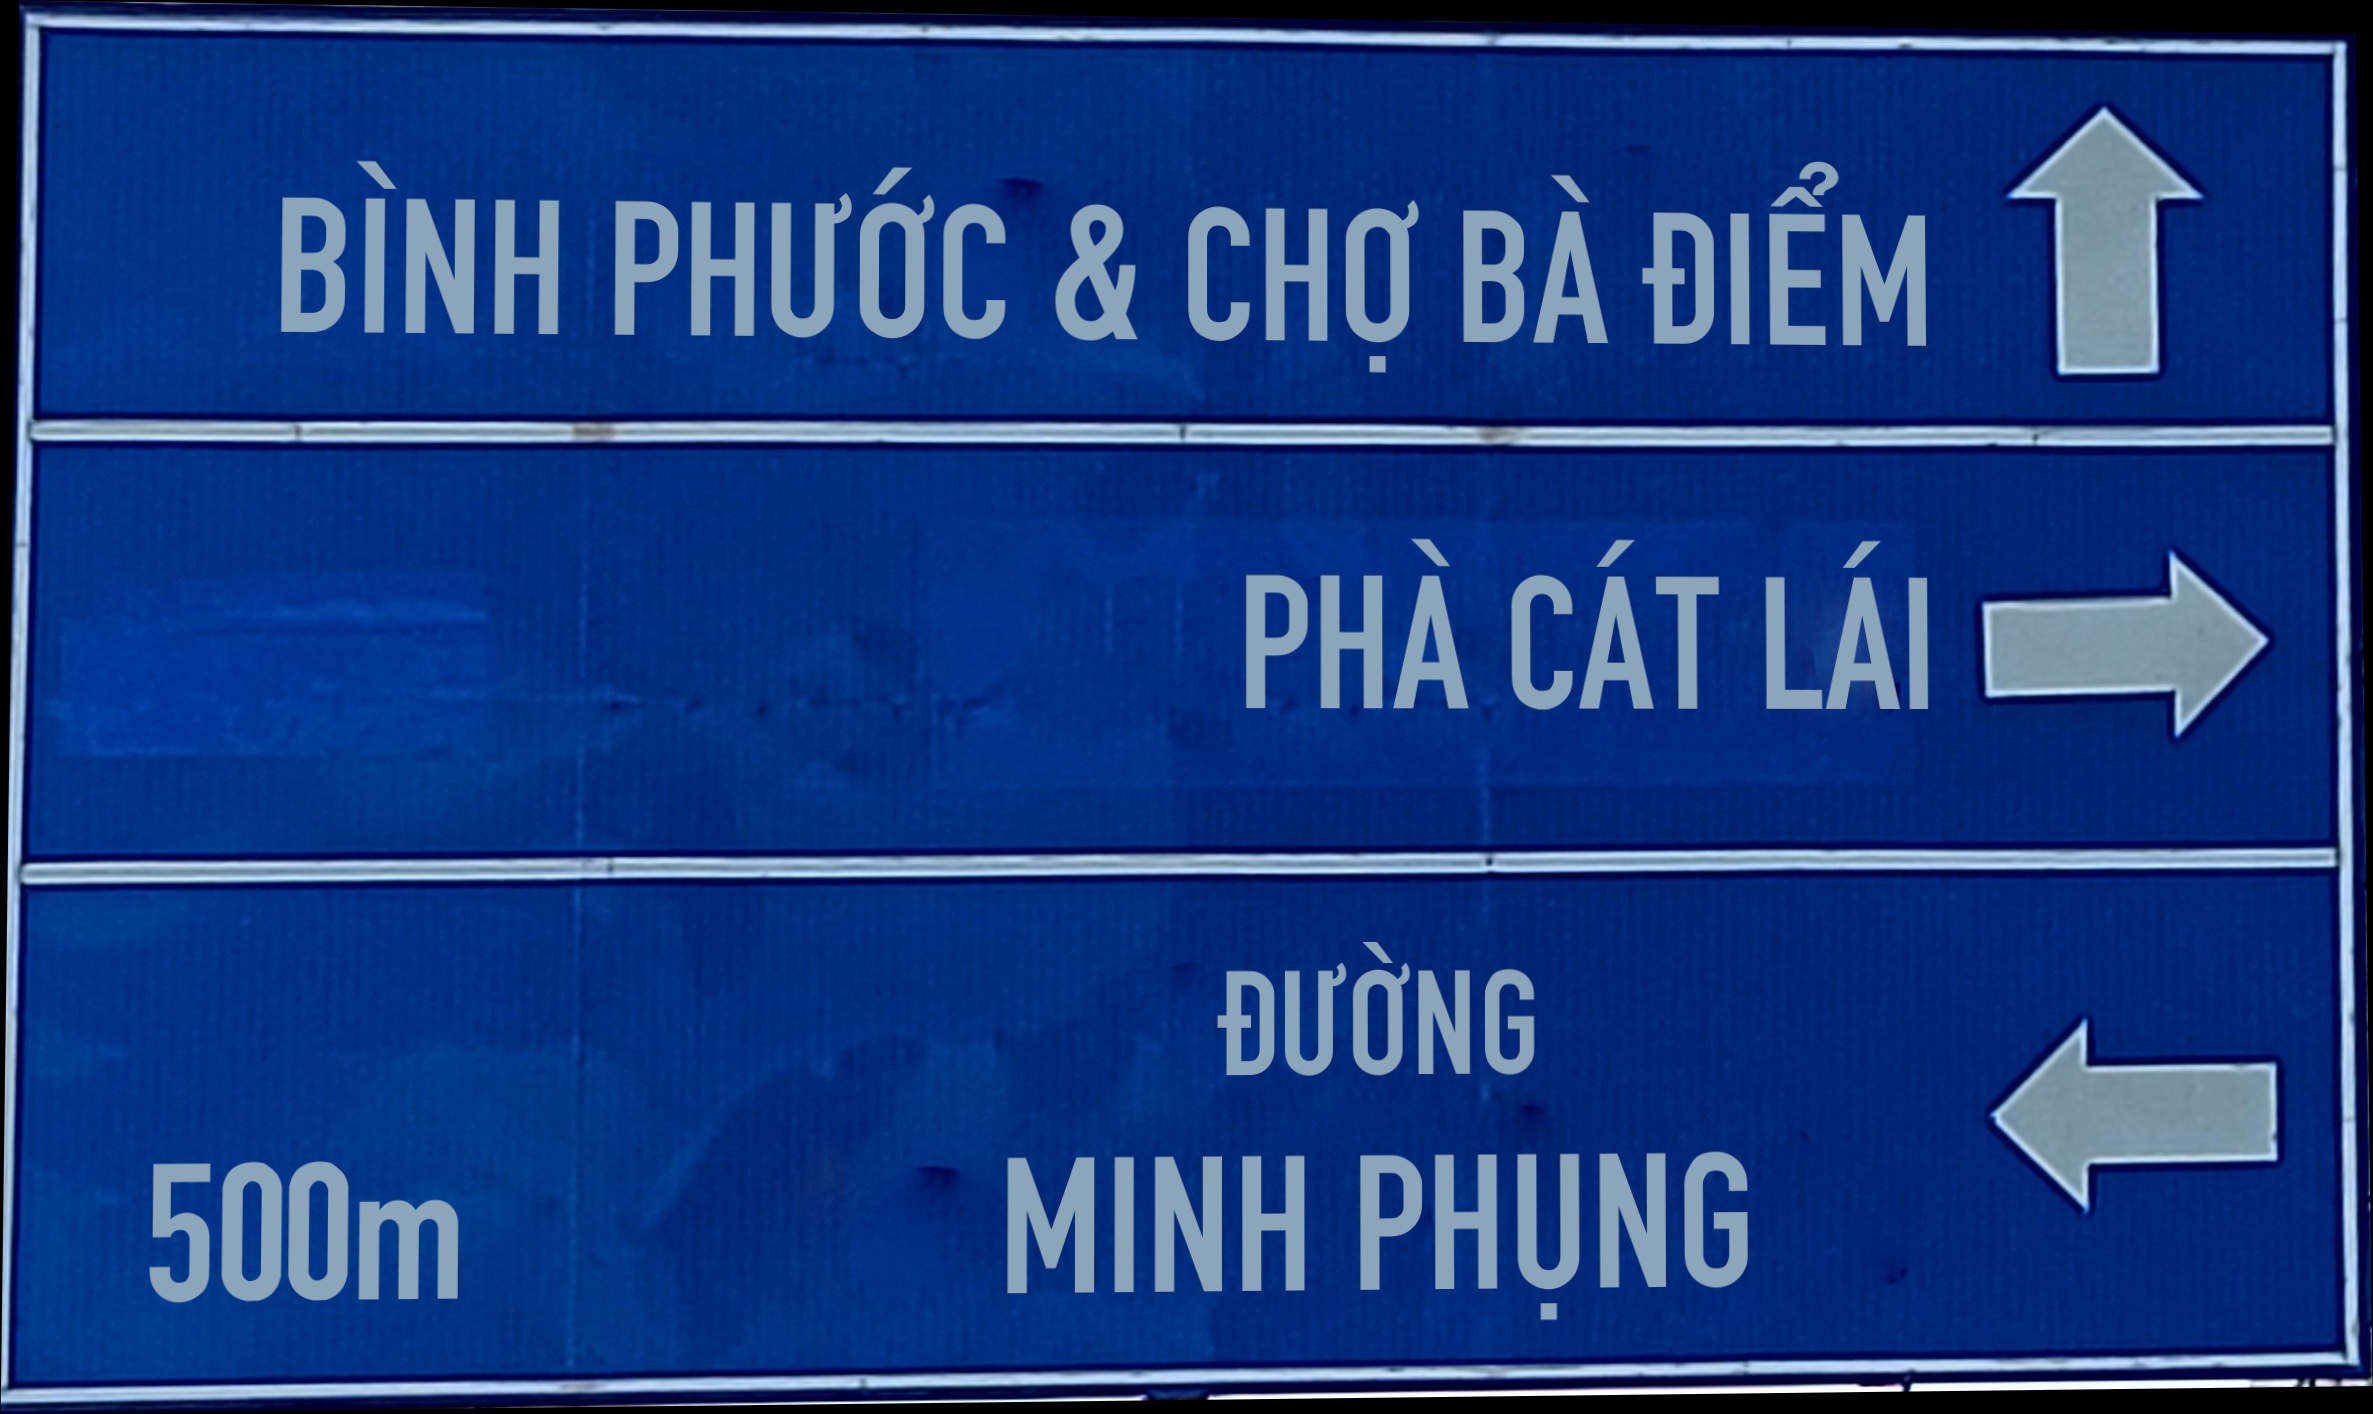 BÌNH PHƯỚC & CHỢ BÀ ĐIỂM
PHÀ CÁT LÁI
ĐƯỜNG
MINH PHỤNG
500m